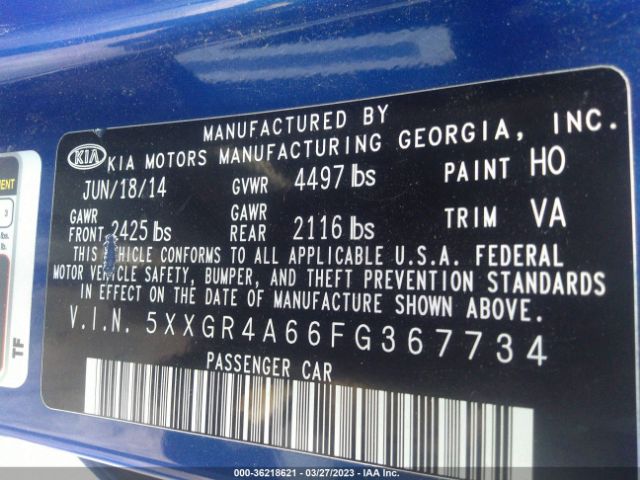 MANUFACTURED BY
KIA KIA MOTORS MANUFACTURING GEORGIA, INC.
JUN/18/14 GVWR 4497 lbs PAINT HO
GAWR FRONT 2425 lbs GAWR REAR 2116 lbs TRIM VA
THIS VEHICLE CONFORMS TO ALL APPLICABLE U.S.A. FEDERAL
MOTOR VEHICLE SAFETY, BUMPER, AND THEFT PREVENTION STANDARDS
IN EFFECT ON THE DATE OF MANUFACTURE SHOWN ABOVE.
V.I.N. 5XXGR4A66FG367734
PASSENGER CAR
TF
000-36218621 - 03/27/2023 - IAA Inc.